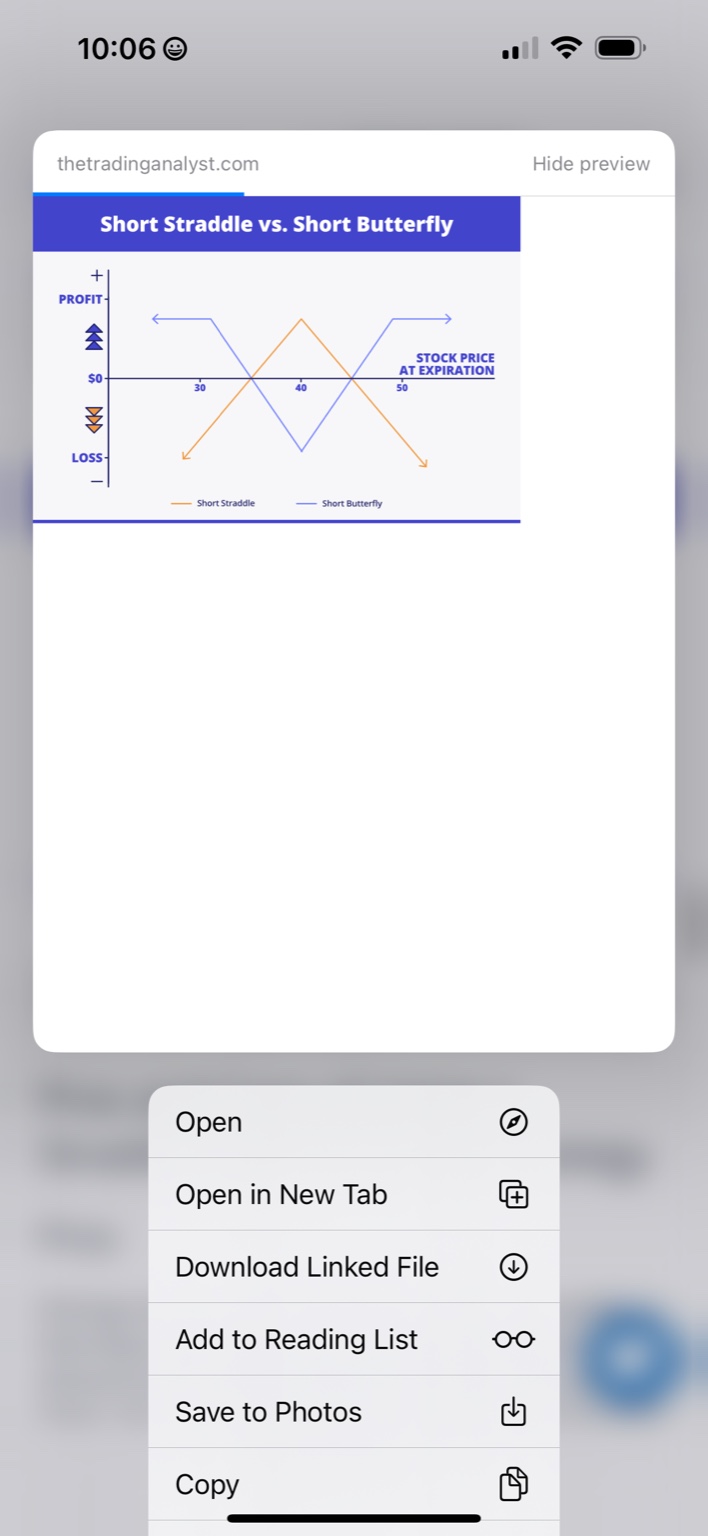 10:06
thetradinganalyst.com Hide preview
Short Straddle vs. Short Butterfly
+
PROFIT
STOCK PRICE
AT EXPIRATION
$0
30 40 50
LOSS
–
Short Straddle Short Butterfly
Open
Open in New Tab
Download Linked File
Add to Reading List
Save to Photos
Copy